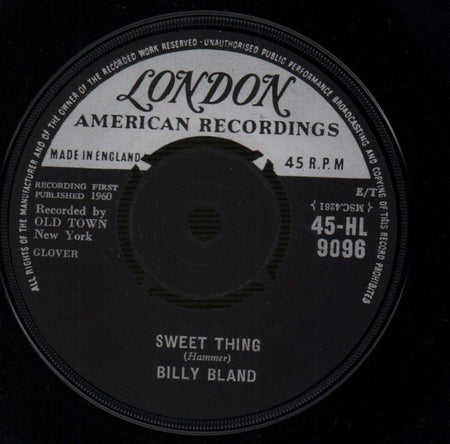 ALL RIGHTS OF THE MANUFACTURER AND OF THE OWNER OF THE RECORDED WORK RESERVED · UNAUTHORISED PUBLIC PERFORMANCE BROADCASTING AND COPYING OF THIS RECORD PROHIBITED
LONDON
AMERICAN RECORDINGS
MADE IN ENGLAND
45 R.P.M
RECORDING FIRST
PUBLISHED 1960
Recorded by
OLD TOWN
New York
GLOVER
E/T
{ MSC.4261 }
45-HL
9096
SWEET THING
(Hammer)
BILLY BLAND